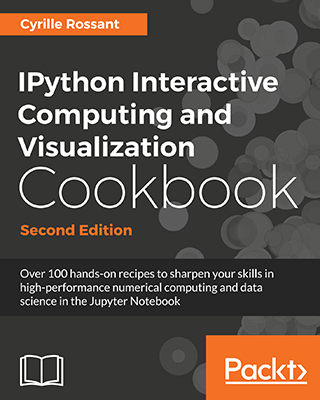 Cyrille Rossant
IPython Interactive
Computing and
Visualization
Cookbook
Second Edition
Over 100 hands-on recipes to sharpen your skills in
high-performance numerical computing and data
science in the Jupyter Notebook
Packt>